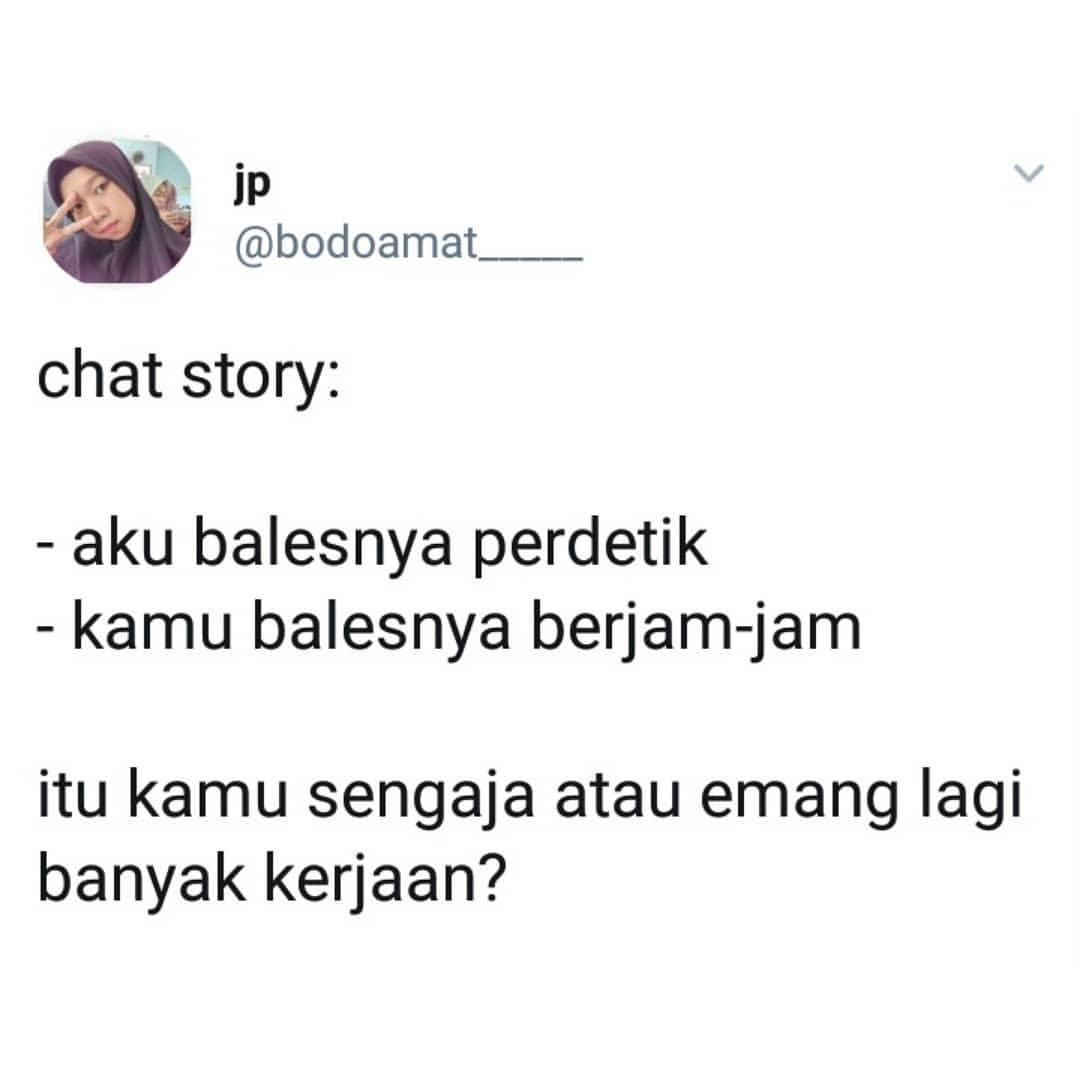 jp
@bodoamat_____
chat story:
- aku balesnya perdetik
- kamu balesnya berjam-jam
itu kamu sengaja atau emang lagi
banyak kerjaan?